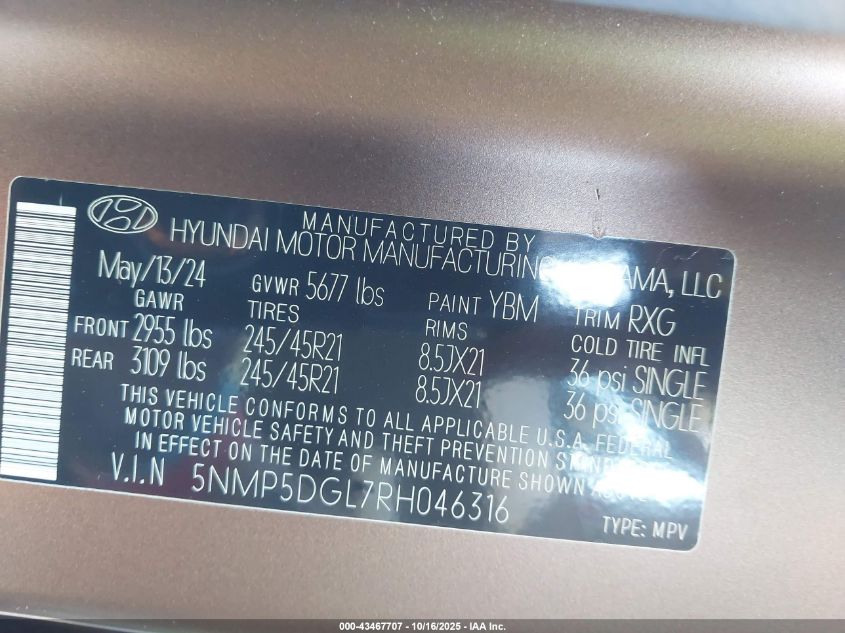 MANUFACTURED BY
HYUNDAI MOTOR MANUFACTURING AMA, LLC
May/13/24 GVWR 5677 lbs PAINT YBM TRIM RXG
GAWR TIRES RIMS COLD TIRE INFL
FRONT 2955 lbs 245/45R21 8.5JX21 36 psi SINGLE
REAR 3109 lbs 245/45R21 8.5JX21 36 psi SINGLE
THIS VEHICLE CONFORMS TO ALL APPLICABLE U.S.A. FEDERAL
MOTOR VEHICLE SAFETY AND THEFT PREVENTION STANDARDS
IN EFFECT ON THE DATE OF MANUFACTURE SHOWN ABOVE
V.I.N 5NMP5DGL7RH046316
TYPE: MPV
000-43467707 - 10/16/2025 - IAA Inc.